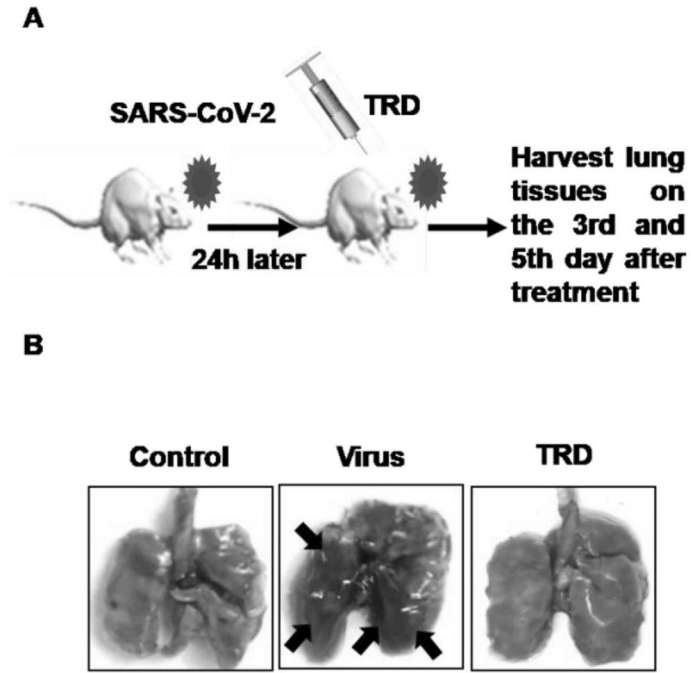 A
SARS-CoV-2
TRD
24h later
Harvest lung
tissues on
the 3rd and
5th day after
treatment
B
Control
Virus
TRD